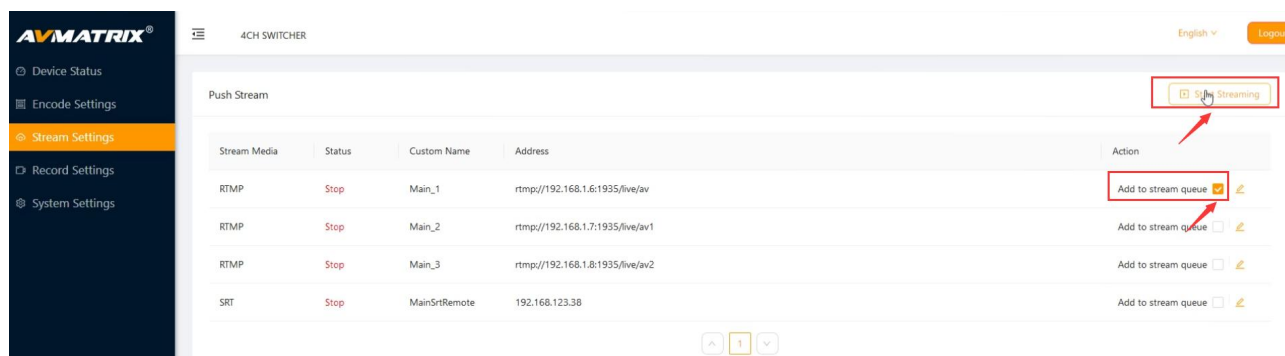 AVMATRIX®
4CH SWITCHER
English
Logou
Device Status
Encode Settings
Stream Settings
Record Settings
System Settings
Push Stream
Streaming
Stream Media Status Custom Name Address Action
RTMP Stop Main_1 rtmp://192.168.1.6:1935/live/av Add to stream queue
RTMP Stop Main_2 rtmp://192.168.1.7:1935/live/av1 Add to stream queue
RTMP Stop Main_3 rtmp://192.168.1.8:1935/live/av2 Add to stream queue
SRT Stop MainSrtRemote 192.168.123.38 Add to stream queue
1